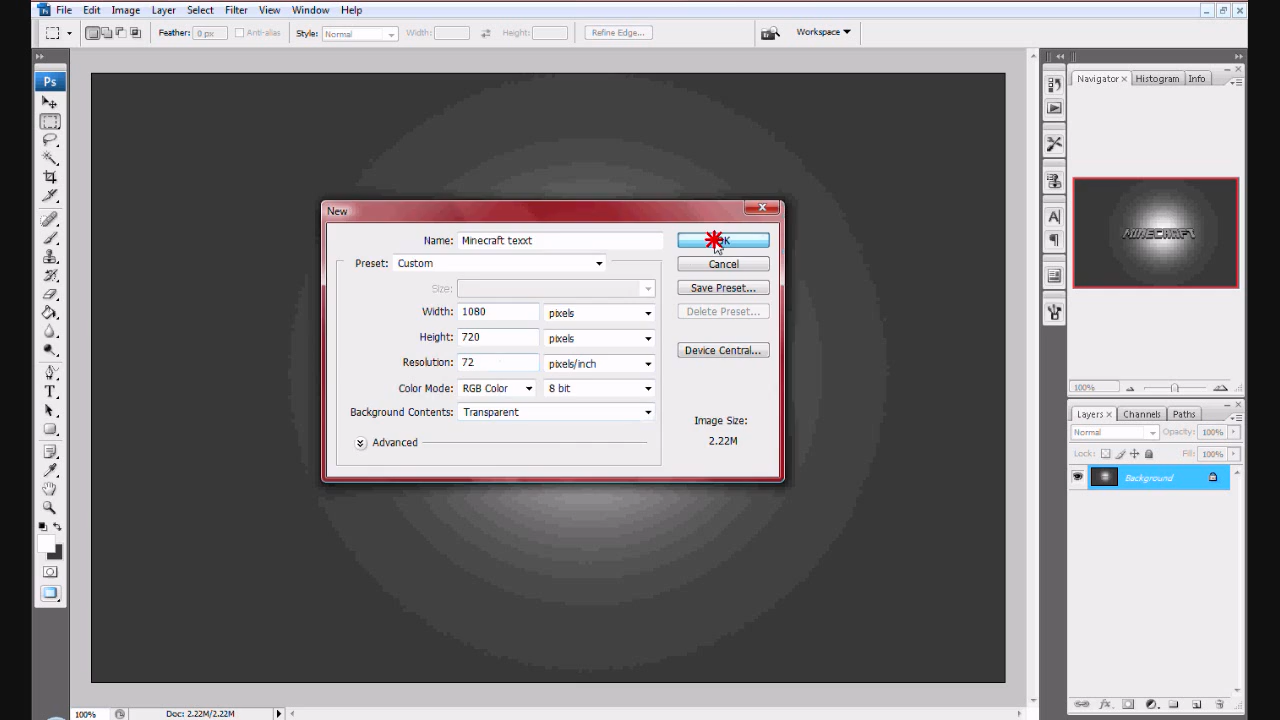 Ps File Edit Image Layer Select Filter View Window Help
Feather: 0 px Anti-alias Style: Normal Width: Height: Refine Edge... Workspace
Ps
Navigator x Histogram Info
New
Name: Minecraft texxt OK
Preset: Custom Cancel
Size: Save Preset...
Width: 1080 pixels Delete Preset...
Height: 720 pixels
Resolution: 72 pixels/inch Device Central...
Color Mode: RGB Color 8 bit
Background Contents: Transparent Image Size:
Advanced 2.22M
MINECRAFT
100%
Layers x Channels Paths
Normal Opacity: 100%
Lock: Fill: 100%
Background
T
A
100% Doc: 2.22M/2.22M